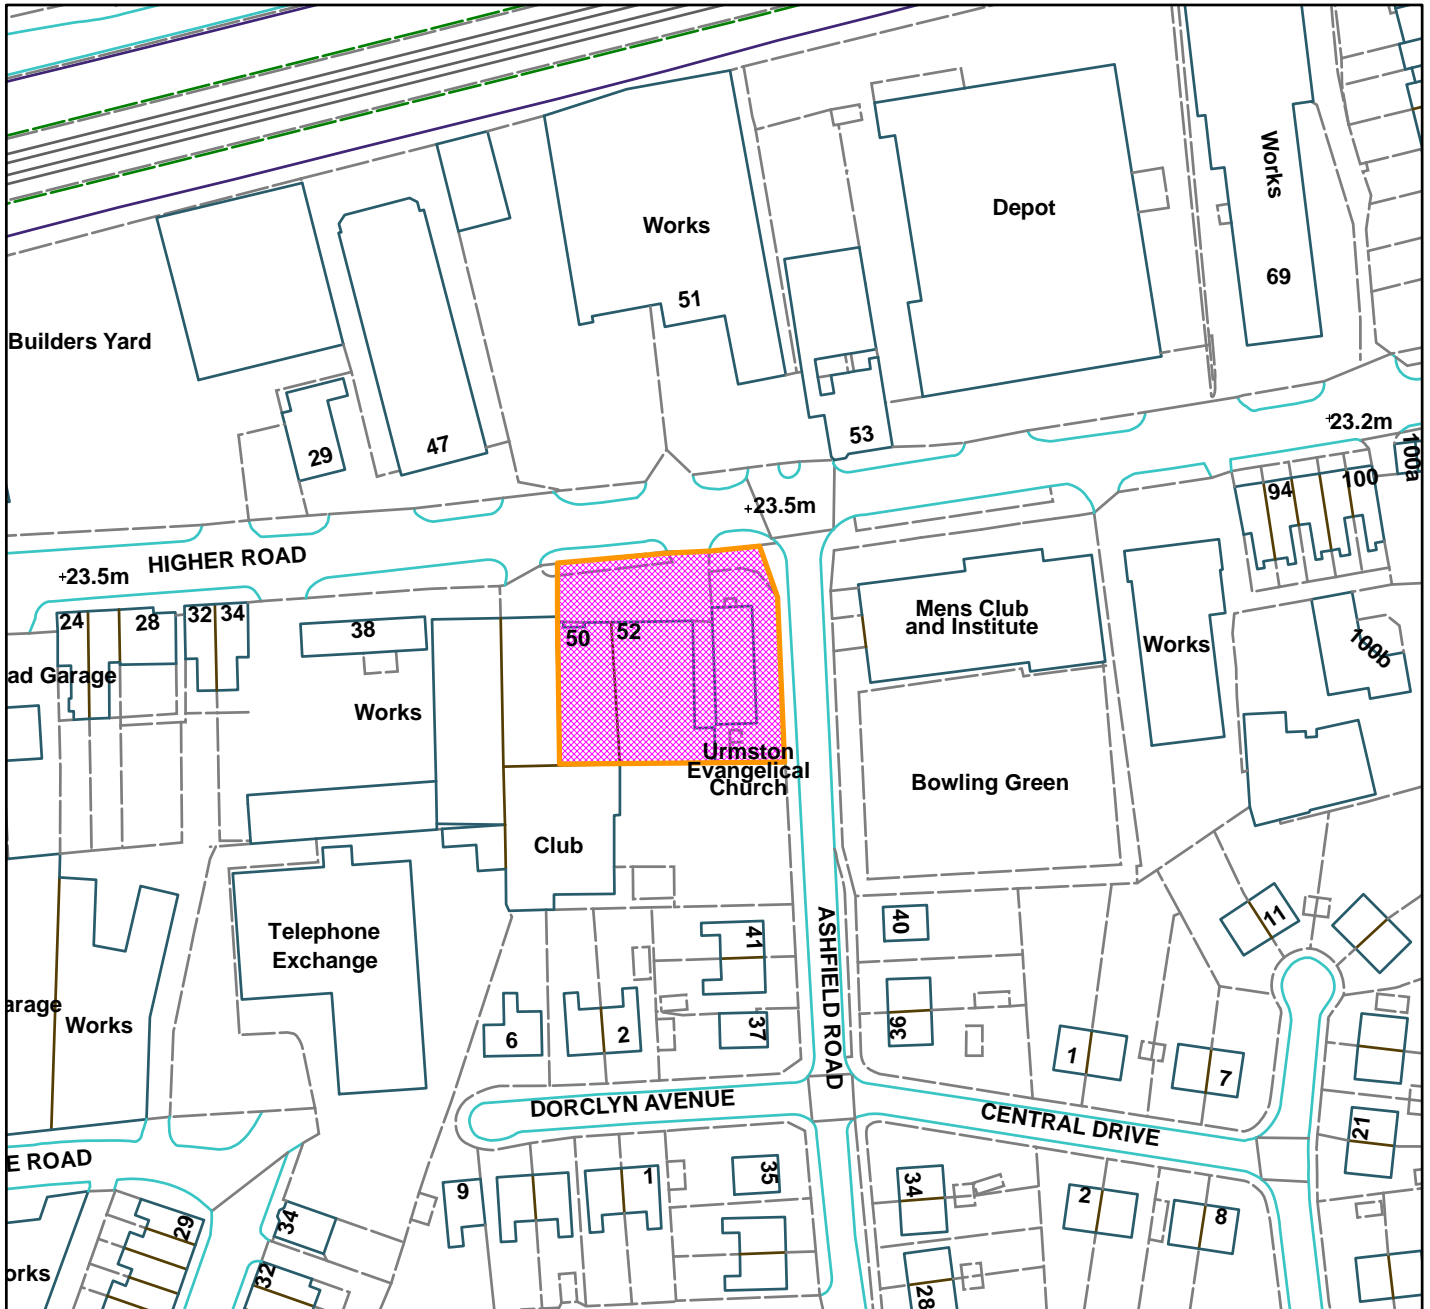 Works
Depot
Works
69
51
Builders Yard
29
47
53
+23.2m
100a
94
100
+23.5m
HIGHER ROAD
+23.5m
24
28
32
34
38
50
52
Mens Club
and Institute
Works
100b
ad Garage
Works
Urmston
Evangelical
Church
Bowling Green
Club
Telephone
Exchange
ASHFIELD ROAD
41
40
11
arage
Works
6
2
37
36
1
7
DORCLYN AVENUE
CENTRAL DRIVE
21
E ROAD
9
1
35
34
2
8
29
34
orks
32
28